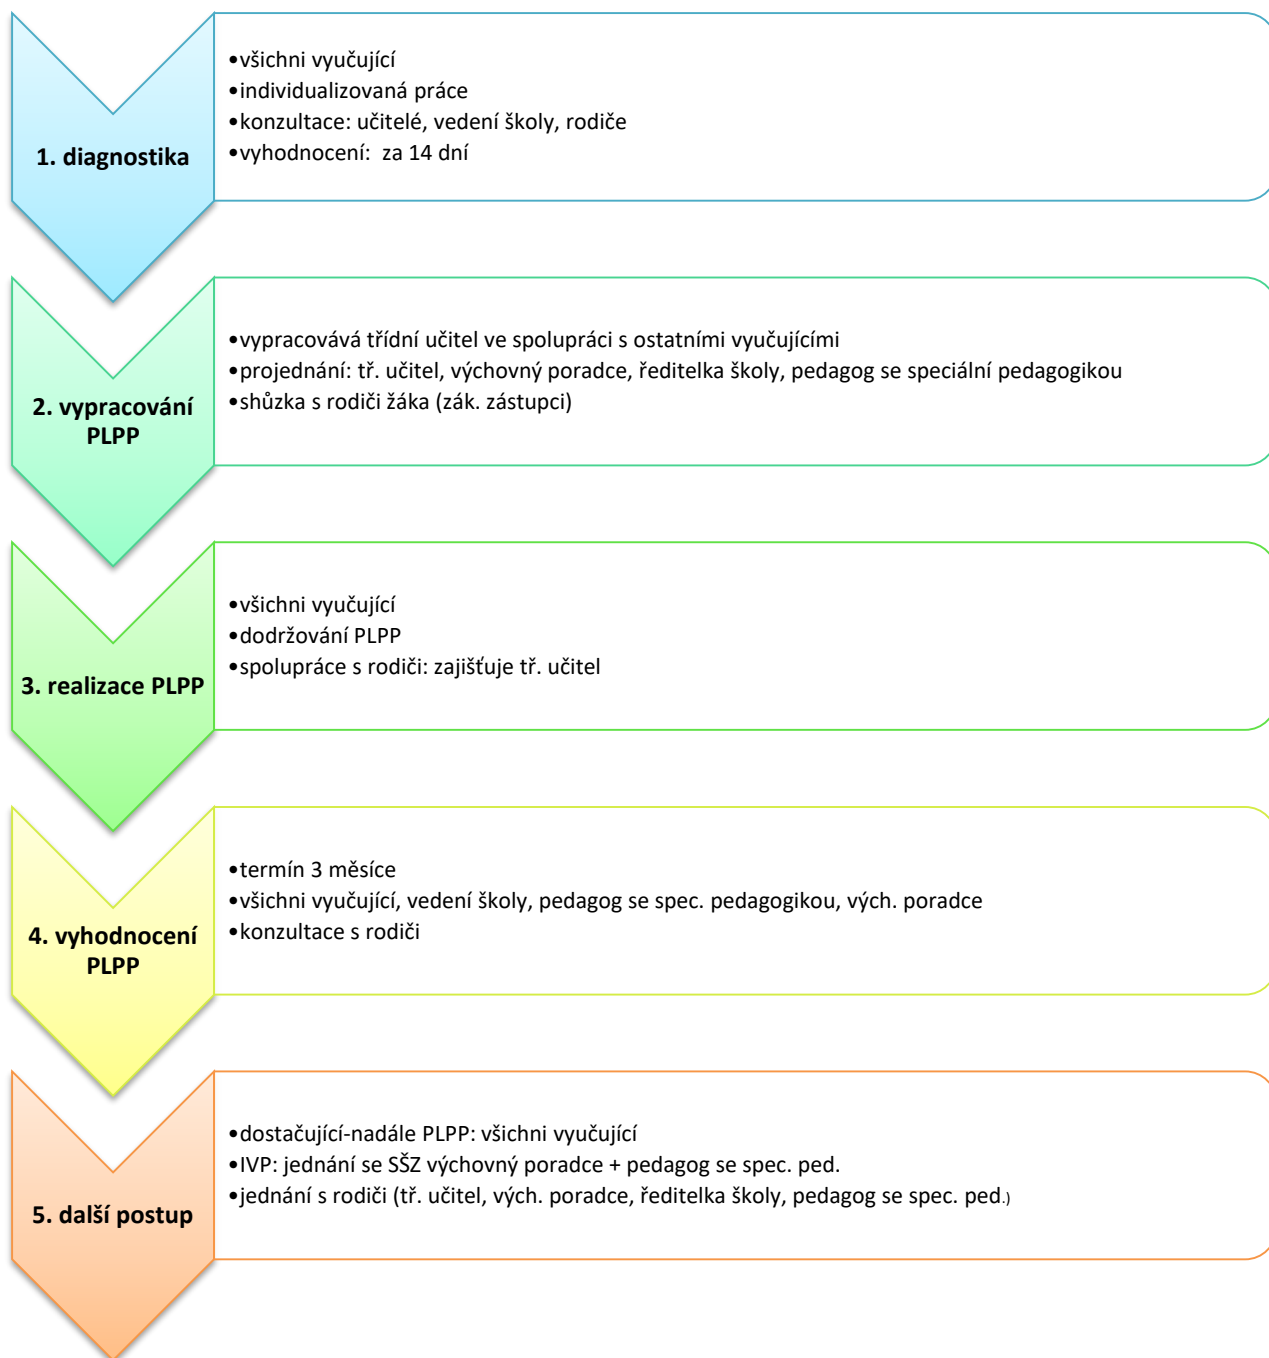 1. diagnostika
•všichni vyučující
•individualizovaná práce
•konzultace: učitelé, vedení školy, rodiče
•vyhodnocení:  za 14 dní
2. vypracování
PLPP
•vypracovává třídní učitel ve spolupráci s ostatními vyučujícími
•projednání: tř. učitel, výchovný poradce, ředitelka školy, pedagog se speciální pedagogikou
•shůzka s rodiči žáka (zák. zástupci)
3. realizace PLPP
•všichni vyučující
•dodržování PLPP
•spolupráce s rodiči: zajišťuje tř. učitel
4. vyhodnocení
PLPP
•termín 3 měsíce
•všichni vyučující, vedení školy, pedagog se spec. pedagogikou, vých. poradce
•konzultace s rodiči
5. další postup
•dostačující-nadále PLPP: všichni vyučující
•IVP: jednání se SŠZ výchovný poradce + pedagog se spec. ped.
•jednání s rodiči (tř. učitel, vých. poradce, ředitelka školy, pedagog se spec. ped.)